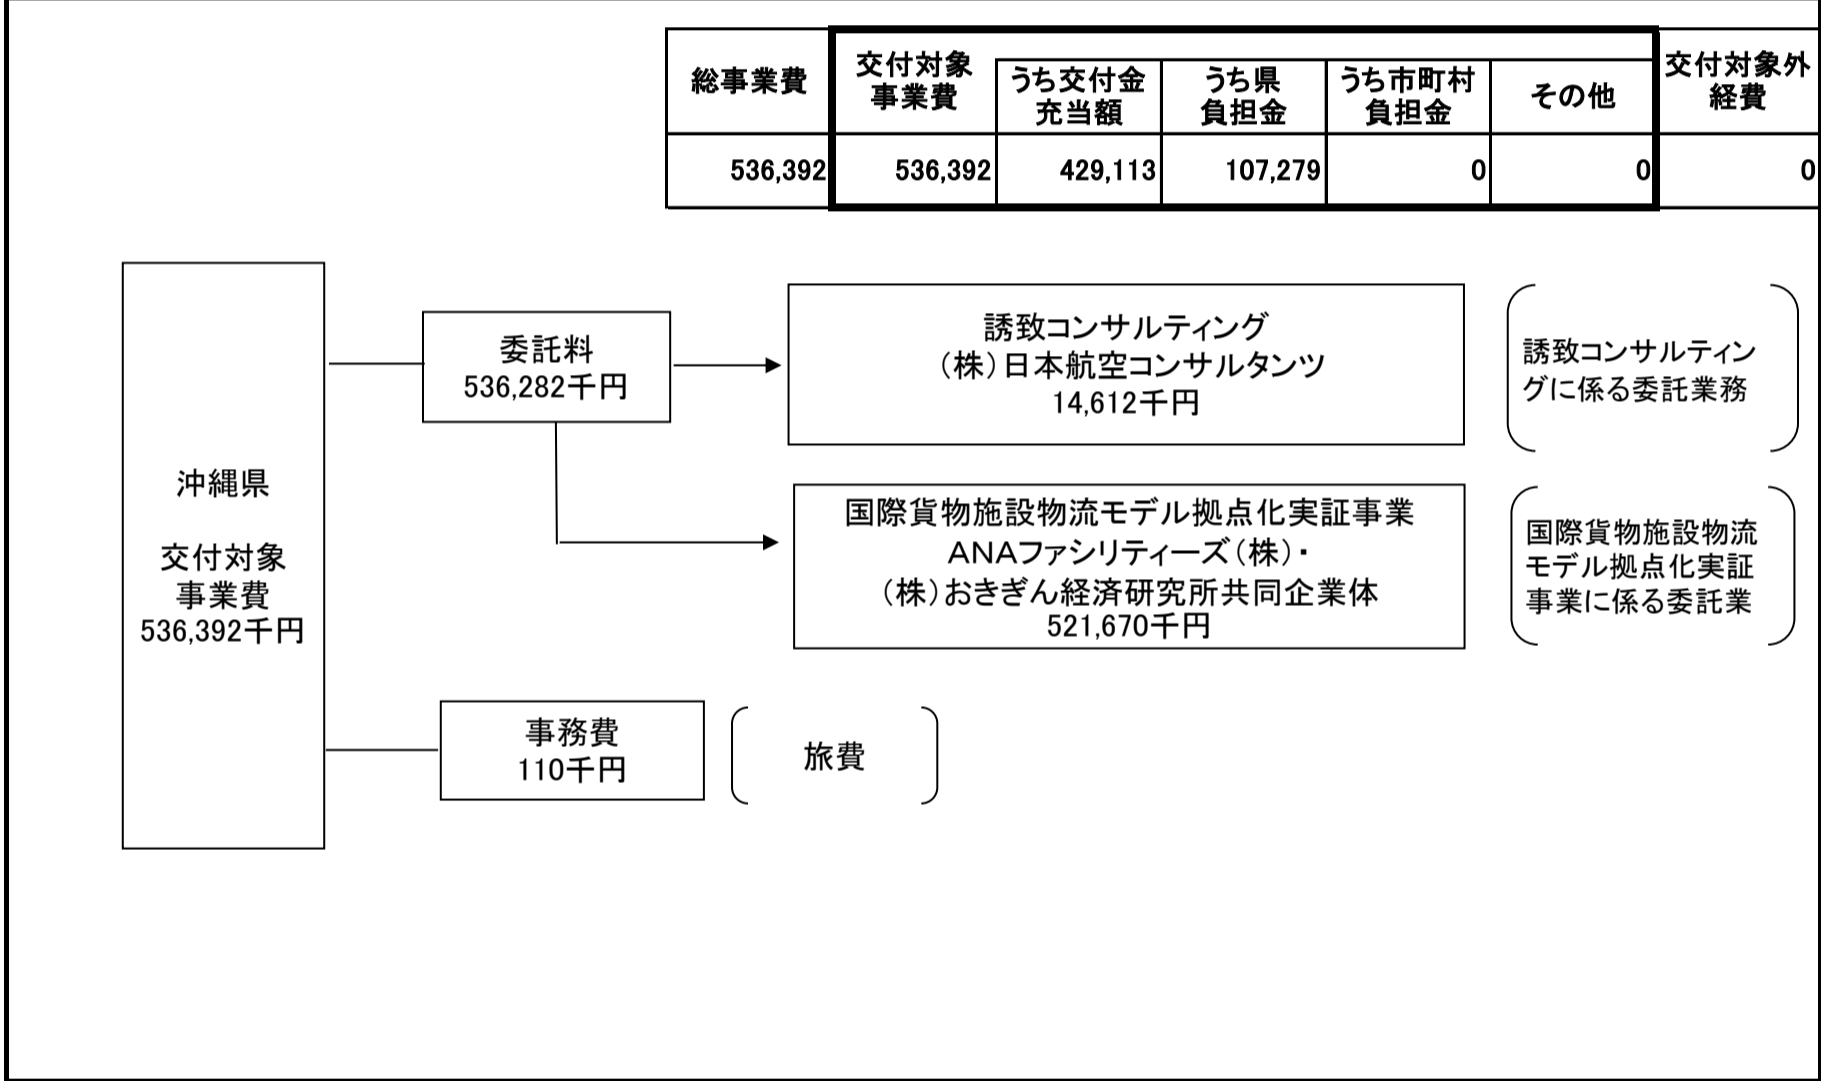 総事業費
交付対象
事業費
うち交付金
充当額
うち県
負担金
うち市町村
負担金
その他
交付対象外
経費
536,392 536,392 429,113 107,279 0 0 0
沖縄県
交付対象
事業費
536,392千円
委託料
536,282千円
誘致コンサルティング
（株）日本航空コンサルタンツ
14,612千円
誘致コンサルティン
グに係る委託業務
国際貨物施設物流モデル拠点化実証事業
ANAファシリティーズ（株）・
（株）おきぎん経済研究所共同企業体
521,670千円
国際貨物施設物流
モデル拠点化実証
事業に係る委託業
事務費
110千円
旅費